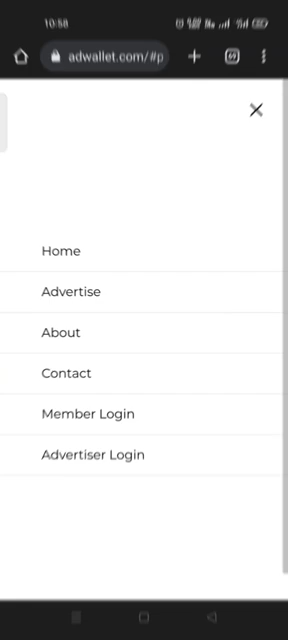 10:58
adwallet.com/#p
Home
Advertise
About
Contact
Member Login
Advertiser Login